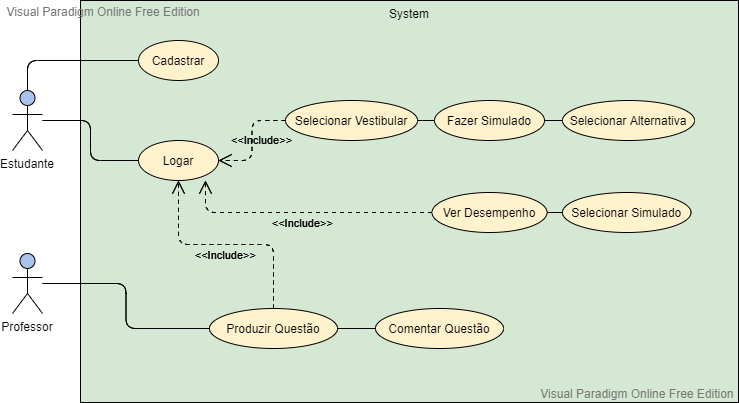 Visual Paradigm Online Free Edition
System
Cadastrar
Selecionar Vestibular
Fazer Simulado
Selecionar Alternativa
<<Include>>
Estudante
Logar
Ver Desempenho
Selecionar Simulado
<<Include>>
<<Include>>
Professor
Produzir Questão
Comentar Questão
Visual Paradigm Online Free Edition